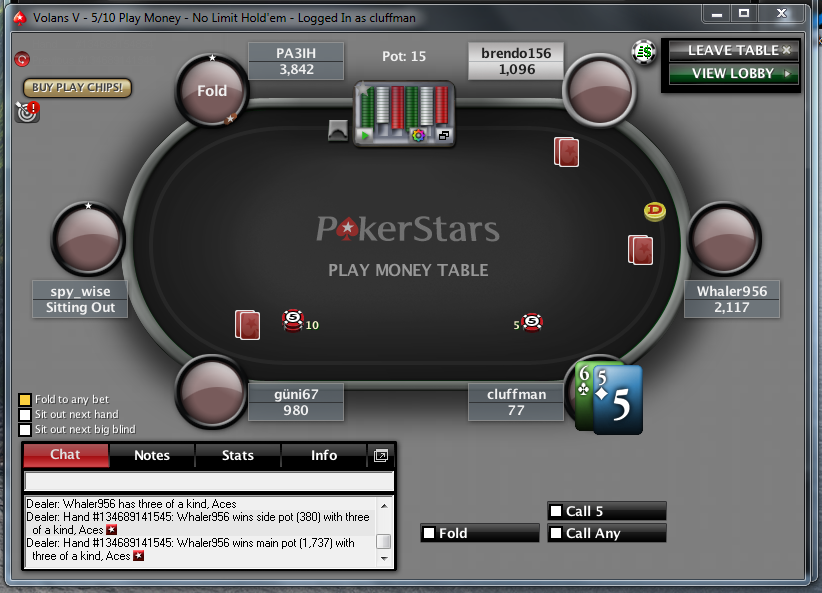 Volans V - 5/10 Play Money - No Limit Hold'em - Logged In as cluffman
PA3IH
3,842
Pot: 15
brendo156
1,096
LEAVE TABLE
VIEW LOBBY
BUY PLAY CHIPS!
Fold
D
PokerStars
PLAY MONEY TABLE
spy_wise
Sitting Out
Whaler956
2,117
5 10
5 5
6 5 5
güni67
980
cluffman
77
Fold to any bet
Sit out next hand
Sit out next big blind
Chat Notes Stats Info
Dealer: Whaler956 has three of a kind, Aces
Dealer: Hand #134689141545: Whaler956 wins side pot (380) with three
of a kind, Aces
Dealer: Hand #134689141545: Whaler956 wins main pot (1,737) with
three of a kind, Aces
Call 5
Fold
Call Any